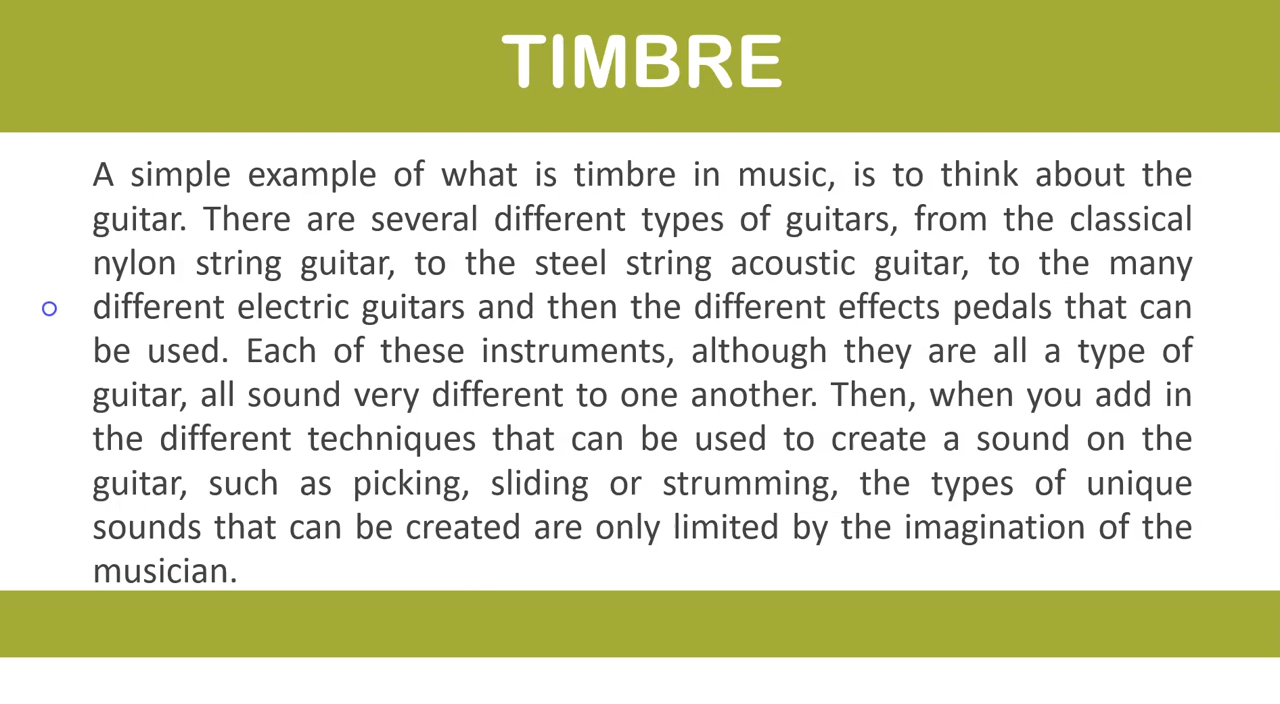 TIMBRE
A simple example of what is timbre in music, is to think about the
guitar. There are several different types of guitars, from the classical
nylon string guitar, to the steel string acoustic guitar, to the many
different electric guitars and then the different effects pedals that can
be used. Each of these instruments, although they are all a type of
guitar, all sound very different to one another. Then, when you add in
the different techniques that can be used to create a sound on the
guitar, such as picking, sliding or strumming, the types of unique
sounds that can be created are only limited by the imagination of the
musician.